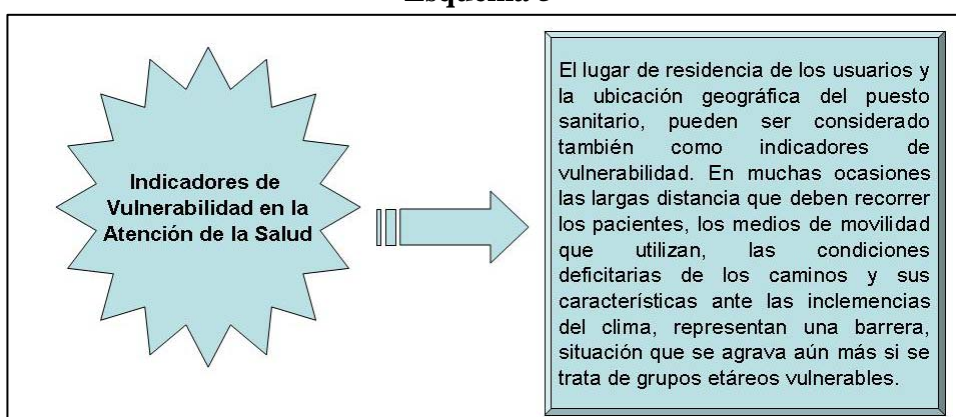 Indicadores de
Vulnerabilidad en la
Atención de la Salud
El lugar de residencia de los usuarios y
la ubicación geográfica del puesto
sanitario, pueden ser considerado
también como indicadores de
vulnerabilidad. En muchas ocasiones
las largas distancia que deben recorrer
los pacientes, los medios de movilidad
que utilizan, las condiciones
deficitarias de los caminos y sus
características ante las inclemencias
del clima, representan una barrera,
situación que se agrava aún más si se
trata de grupos etáreos vulnerables.